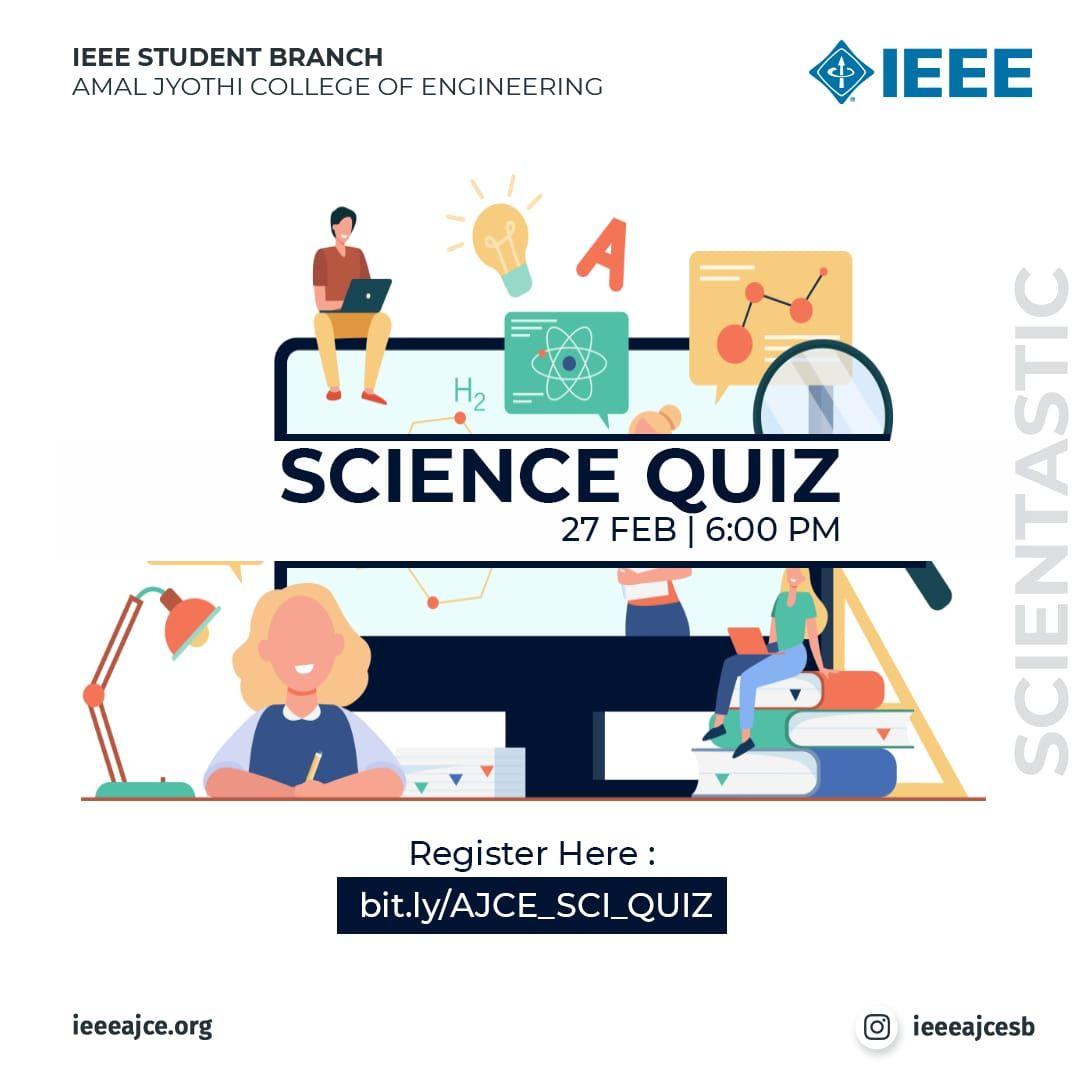 IEEE STUDENT BRANCH
AMAL JYOTHI COLLEGE OF ENGINEERING
IEEE
A
H2
SCIENCE QUIZ
27 FEB | 6:00 PM
SCIENTASTIC
Register Here :
bit.ly/AJCE_SCI_QUIZ
ieeeajce.org
ieeeajcesb